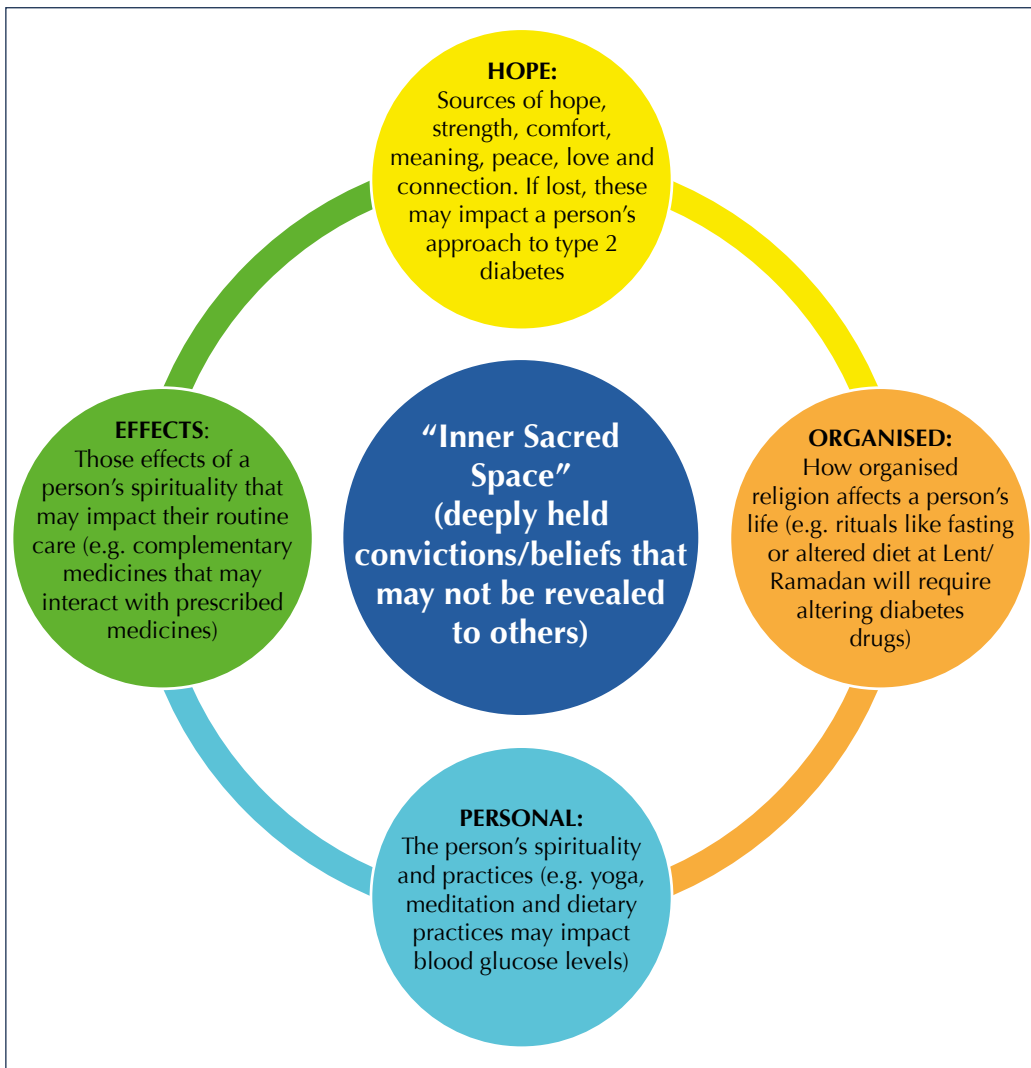 HOPE:
Sources of hope,
strength, comfort,
meaning, peace, love and
connection. If lost, these
may impact a person’s
approach to type 2
diabetes
EFFECTS:
Those effects of a
person’s spirituality that
may impact their routine
care (e.g. complementary
medicines that may
interact with prescribed
medicines)
“Inner Sacred
Space”
(deeply held
convictions/beliefs that
may not be revealed
to others)
ORGANISED:
How organised
religion affects a person’s
life (e.g. rituals like fasting
or altered diet at Lent/
Ramadan will require
altering diabetes
drugs)
PERSONAL:
The person’s spirituality
and practices (e.g. yoga,
meditation and dietary
practices may impact
blood glucose levels)